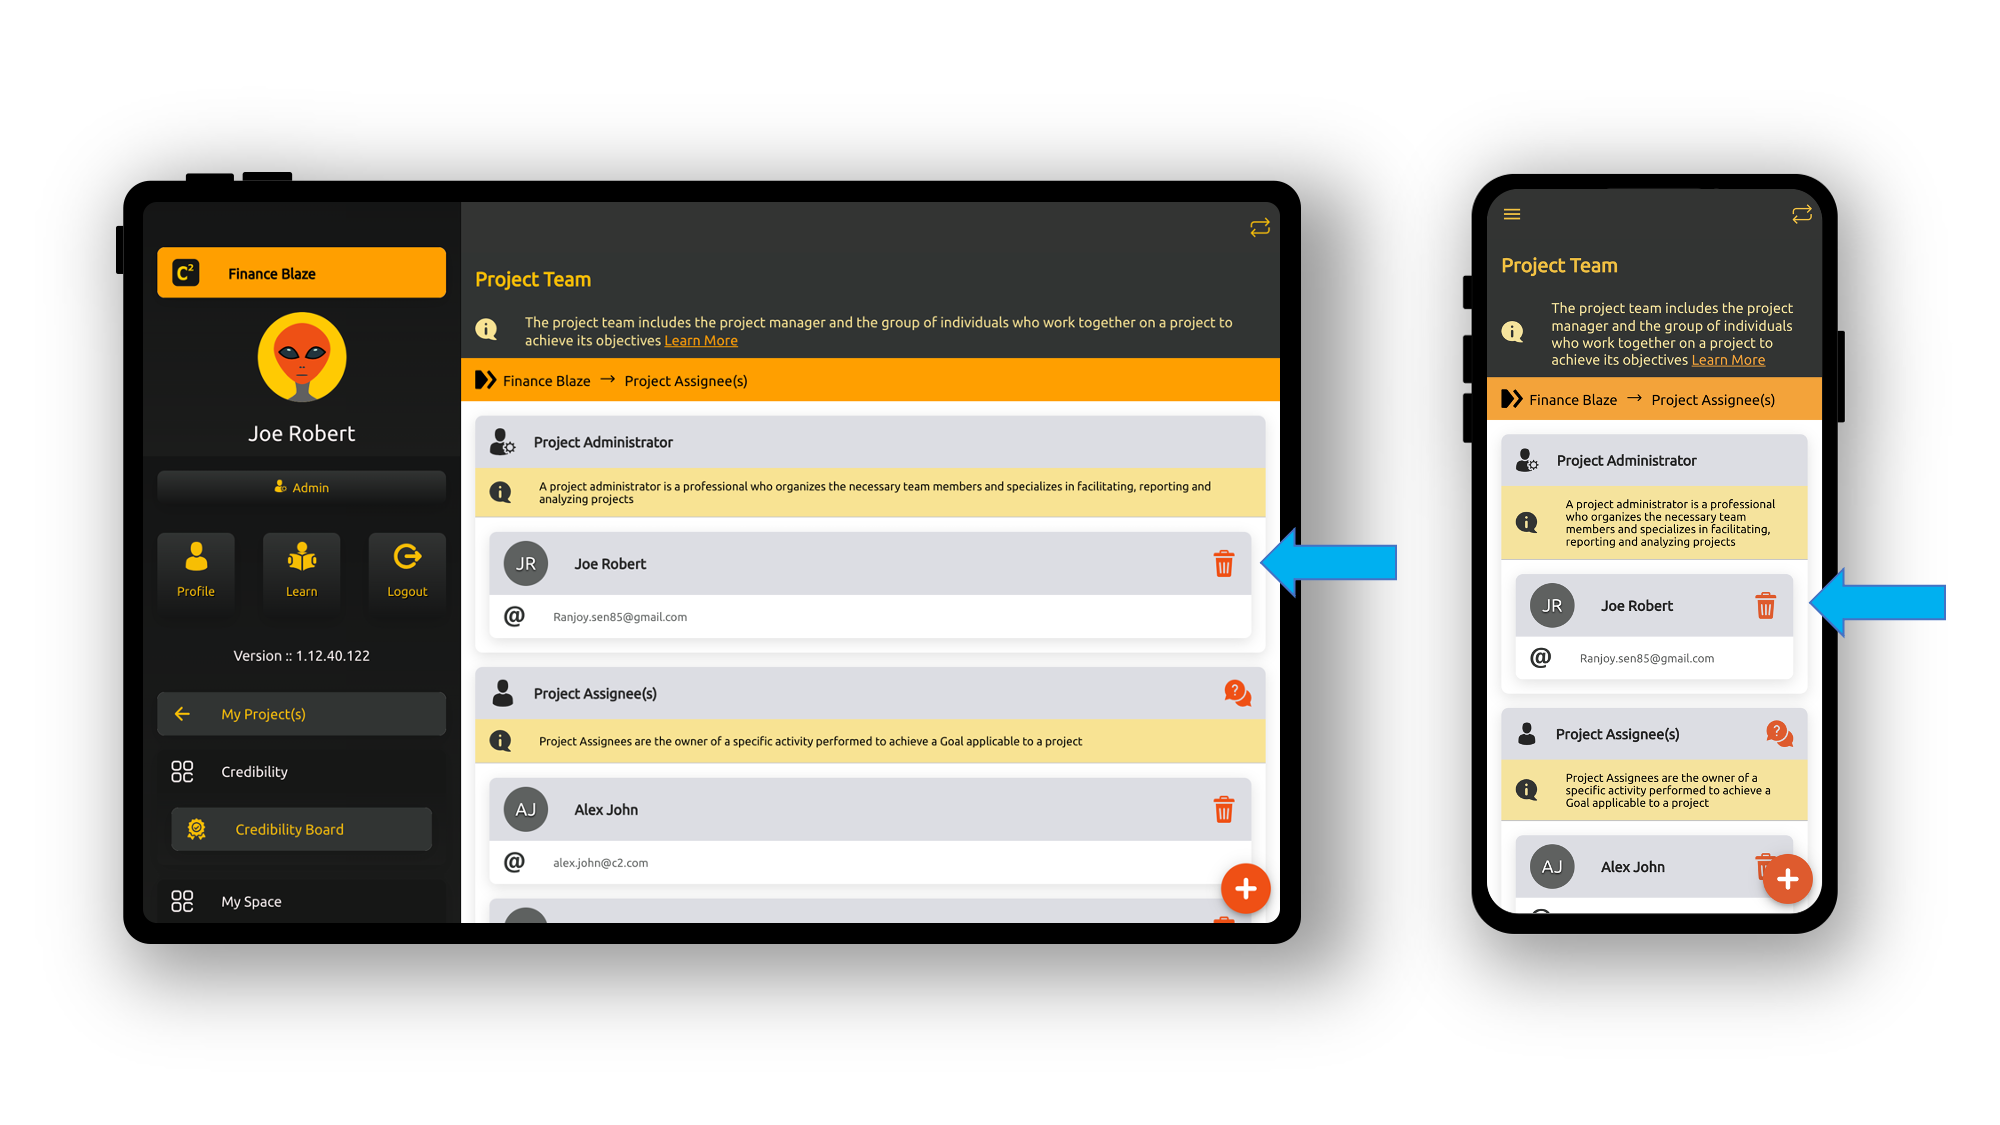 C²
Finance Blaze
Joe Robert
Admin
Profile
Learn
Logout
Version :: 1.12.40.122
My Project(s)
Credibility
Credibility Board
My Space
Project Team
The project team includes the project manager and the group of individuals who work together on a project to
achieve its objectives Learn More
Finance Blaze → Project Assignee(s)
Project Administrator
A project administrator is a professional who organizes the necessary team members and specializes in facilitating, reporting and
analyzing projects
JR
Joe Robert
@
Ranjoy.sen85@gmail.com
Project Assignee(s)
?
Project Assignees are the owner of a specific activity performed to achieve a Goal applicable to a project
AJ
Alex John
@
alex.john@c2.com
Project Team
The project team includes the project
manager and the group of individuals
who work together on a project to
achieve its objectives Learn More
Finance Blaze → Project Assignee(s)
Project Administrator
A project administrator is a professional
who organizes the necessary team
members and specializes in facilitating,
reporting and analyzing projects
JR
Joe Robert
@
Ranjoy.sen85@gmail.com
Project Assignee(s)
?
Project Assignees are the owner of a
specific activity performed to achieve a
Goal applicable to a project
AJ
Alex John